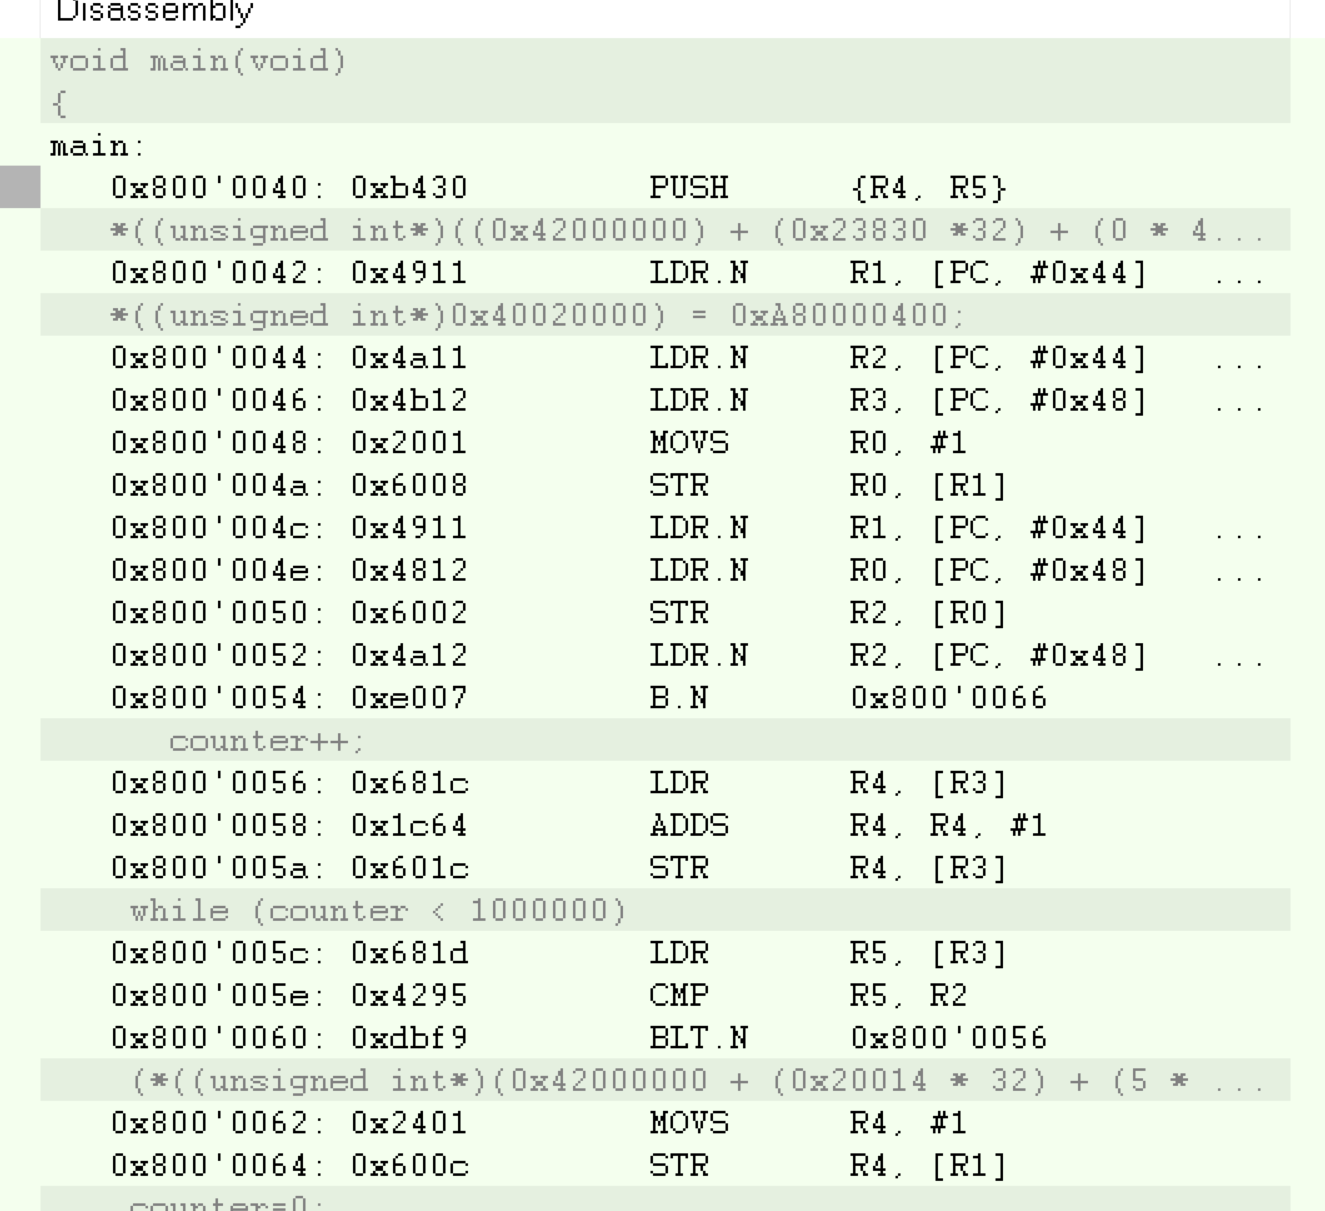 Disassembly
void main(void)
{
main:
0x800'0040: 0xb430 PUSH {R4, R5}
*((unsigned int*)((0x42000000) + (0x23830 *32) + (0 * 4...
0x800'0042: 0x4911 LDR.N R1, [PC, #0x44] ...
*((unsigned int*)0x40020000) = 0xA80000400;
0x800'0044: 0x4a11 LDR.N R2, [PC, #0x44] ...
0x800'0046: 0x4b12 LDR.N R3, [PC, #0x48] ...
0x800'0048: 0x2001 MOVS R0, #1
0x800'004a: 0x6008 STR R0, [R1]
0x800'004c: 0x4911 LDR.N R1, [PC, #0x44] ...
0x800'004e: 0x4812 LDR.N R0, [PC, #0x48] ...
0x800'0050: 0x6002 STR R2, [R0]
0x800'0052: 0x4a12 LDR.N R2, [PC, #0x48] ...
0x800'0054: 0xe007 B.N 0x800'0066
counter++;
0x800'0056: 0x681c LDR R4, [R3]
0x800'0058: 0x1c64 ADDS R4, R4, #1
0x800'005a: 0x601c STR R4, [R3]
while (counter < 1000000)
0x800'005c: 0x681d LDR R5, [R3]
0x800'005e: 0x4295 CMP R5, R2
0x800'0060: 0xdbf9 BLT.N 0x800'0056
(*((unsigned int*)(0x42000000 + (0x20014 * 32) + (5 * ...
0x800'0062: 0x2401 MOVS R4, #1
0x800'0064: 0x600c STR R4, [R1]
counter=0;